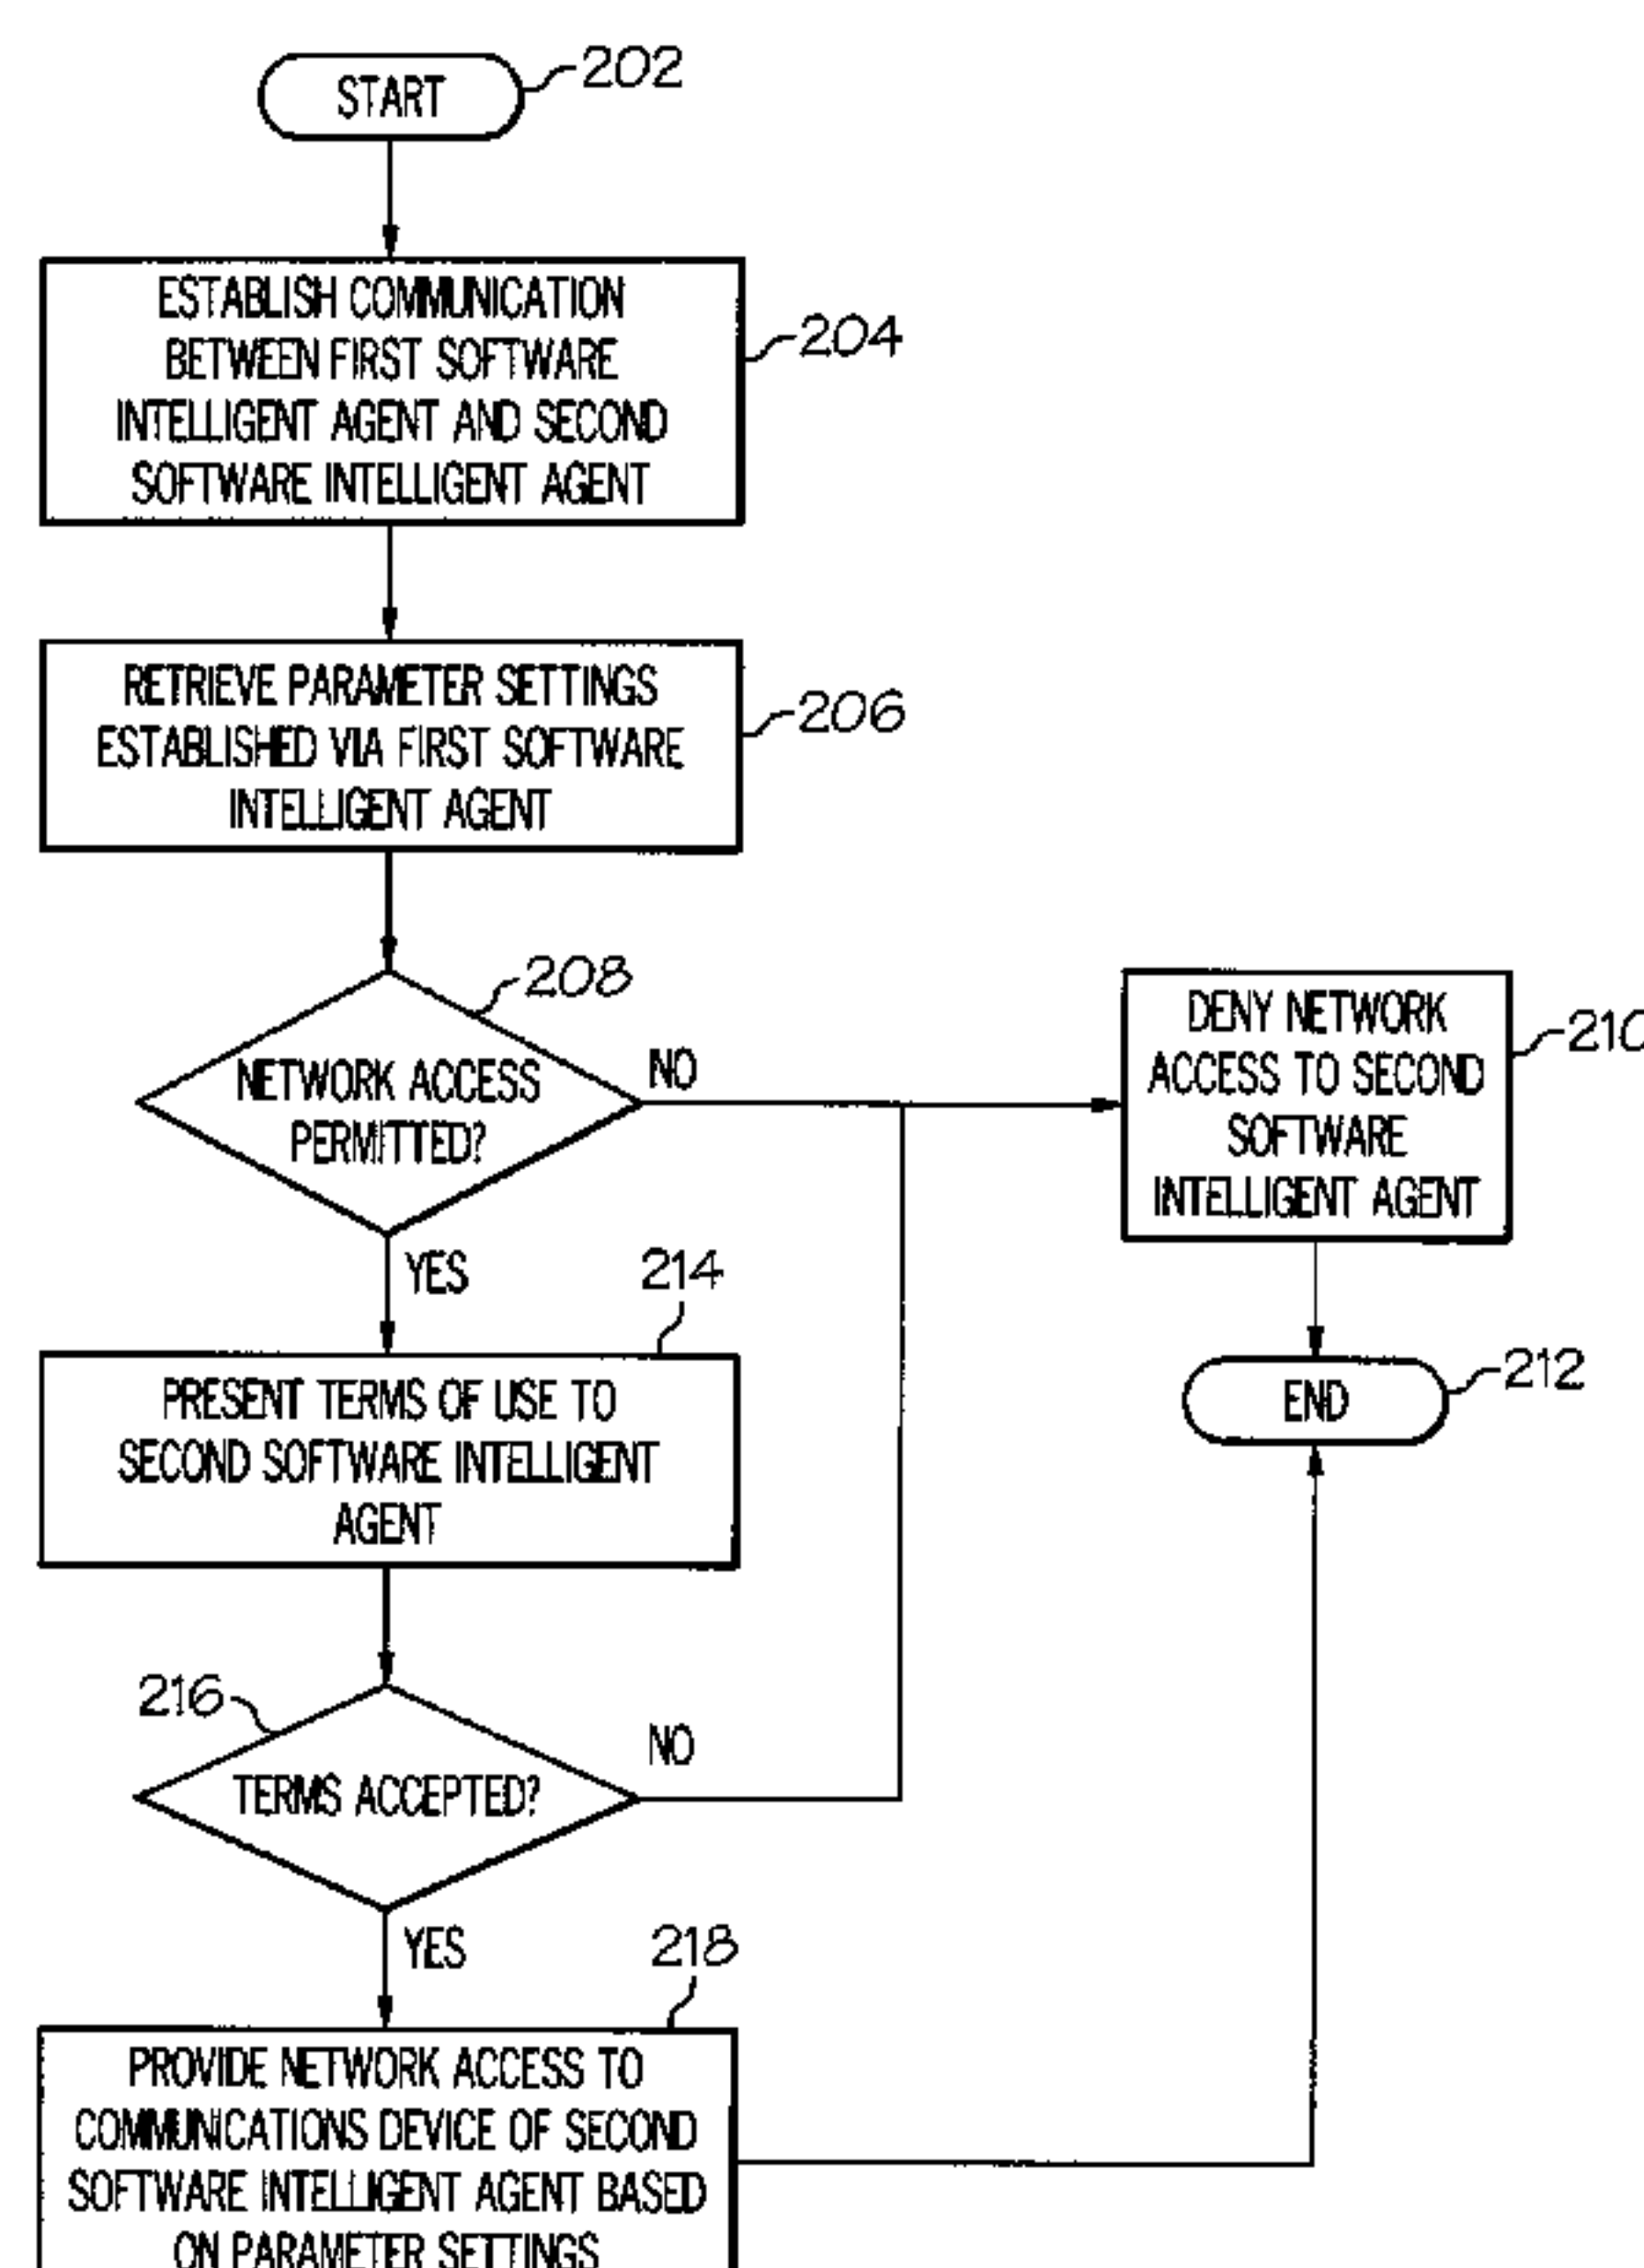 START
202
ESTABLISH COMMUNICATION
BETWEEN FIRST SOFTWARE
INTELLIGENT AGENT AND SECOND
SOFTWARE INTELLIGENT AGENT
204
RETRIEVE PARAMETER SETTINGS
ESTABLISHED VIA FIRST SOFTWARE
INTELLIGENT AGENT
206
208
NETWORK ACCESS
PERMITTED?
NO
DENY NETWORK
ACCESS TO SECOND
SOFTWARE
INTELLIGENT AGENT
210
YES
214
END
212
PRESENT TERMS OF USE TO
SECOND SOFTWARE INTELLIGENT
AGENT
216
TERMS ACCEPTED?
NO
YES
218
PROVIDE NETWORK ACCESS TO
COMMUNICATIONS DEVICE OF SECOND
SOFTWARE INTELLIGENT AGENT BASED
ON PARAMETER SETTINGS